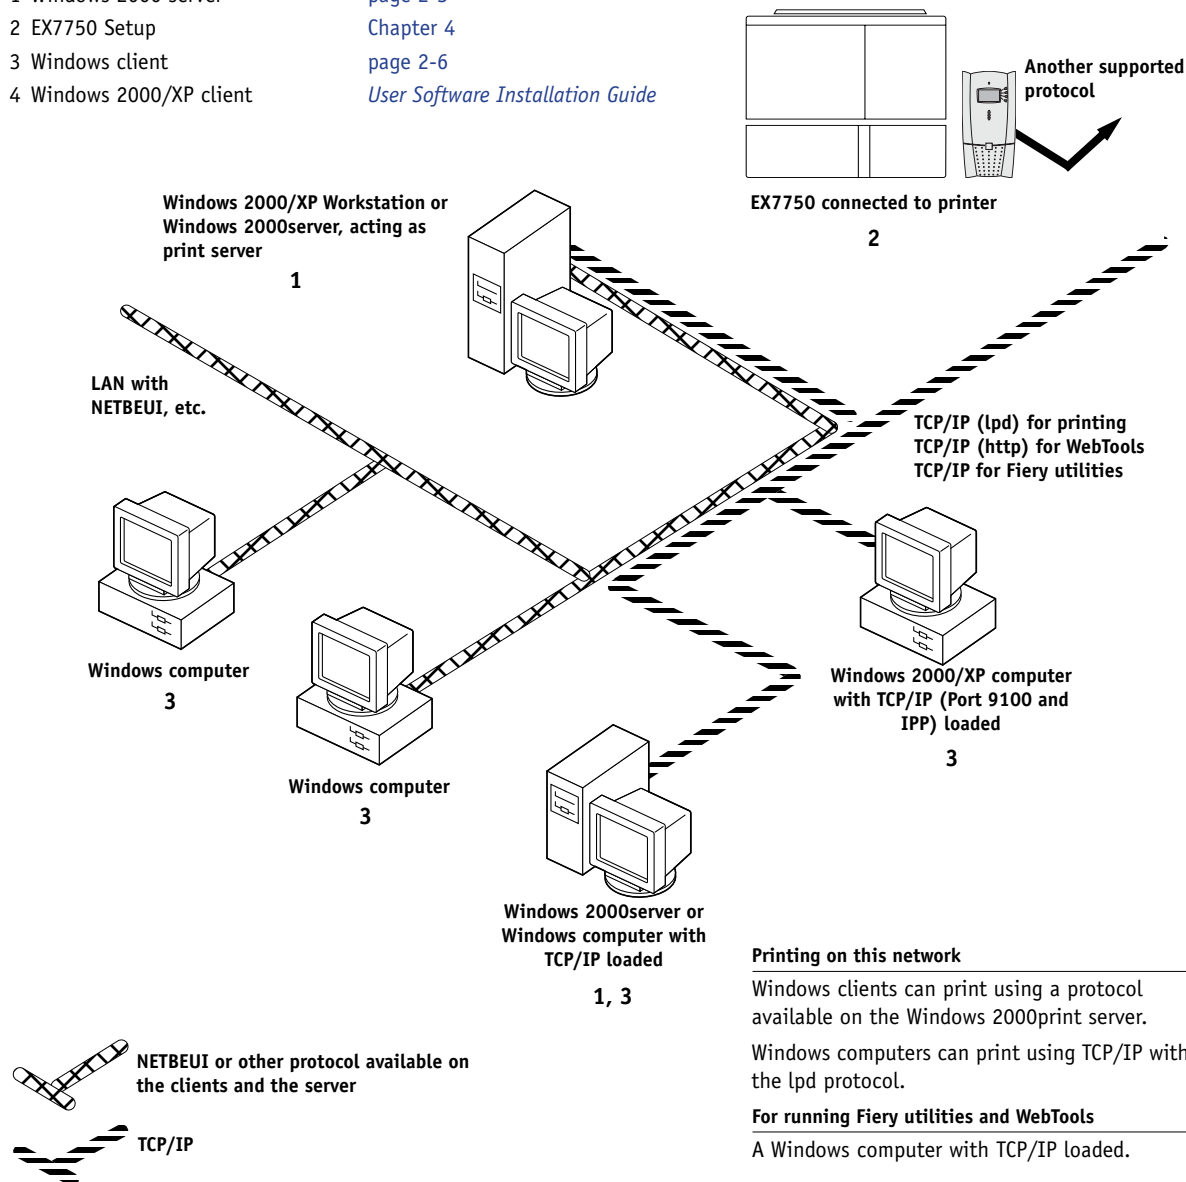 1 Windows 2000 server page 2-3
2 EX7750 Setup Chapter 4
3 Windows client page 2-6
4 Windows 2000/XP client User Software Installation Guide
Another supported
protocol
EX7750 connected to printer
2
Windows 2000/XP Workstation or
Windows 2000server, acting as
print server
1
LAN with
NETBEUI, etc.
TCP/IP (lpd) for printing
TCP/IP (http) for WebTools
TCP/IP for Fiery utilities
Windows computer
3
Windows computer
3
Windows 2000/XP computer
with TCP/IP (Port 9100 and
IPP) loaded
3
Windows 2000server or
Windows computer with
TCP/IP loaded
1, 3
Printing on this network
Windows clients can print using a protocol
available on the Windows 2000print server.
Windows computers can print using TCP/IP with
the lpd protocol.
For running Fiery utilities and WebTools
A Windows computer with TCP/IP loaded.
NETBEUI or other protocol available on
the clients and the server
TCP/IP